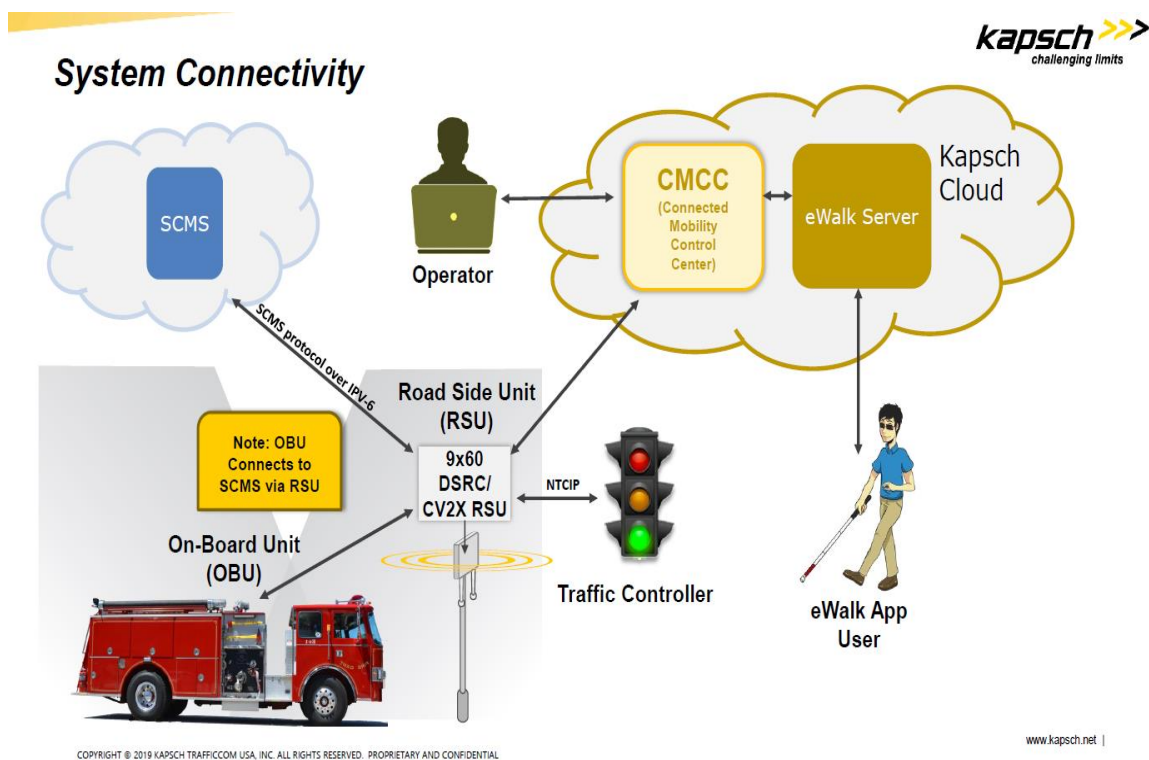 kapsch >>>
challenging limits
System Connectivity
SCMS
Operator
CMCC
(Connected
Mobility
Control
Center)
eWalk Server
Kapsch
Cloud
SCMS protocol over IPV-6
Note: OBU
Connects to
SCMS via RSU
Road Side Unit
(RSU)
9x60
DSRC/
CV2X RSU
NTCIP
On-Board Unit
(OBU)
Traffic Controller
eWalk App
User
www.kapsch.net |
COPYRIGHT © 2019 KAPSCH TRAFFICCOM USA, INC. ALL RIGHTS RESERVED. PROPRIETARY AND CONFIDENTIAL